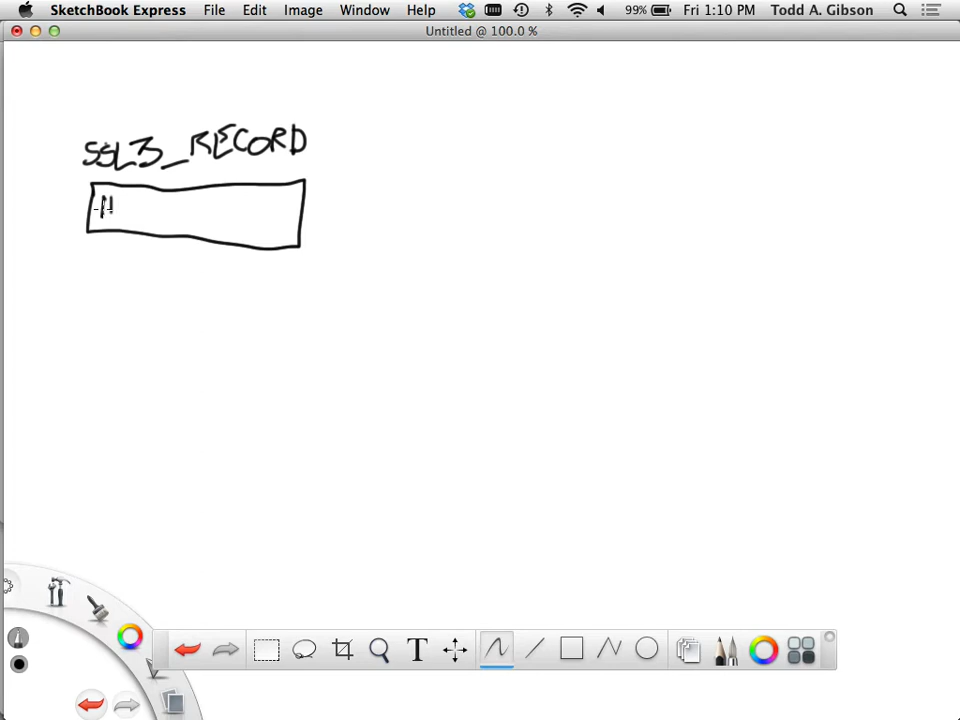 SketchBook Express File Edit Image Window Help 99% Fri 1:10 PM Todd A. Gibson
Untitled @ 100.0 %
SSL3_RECORD
T